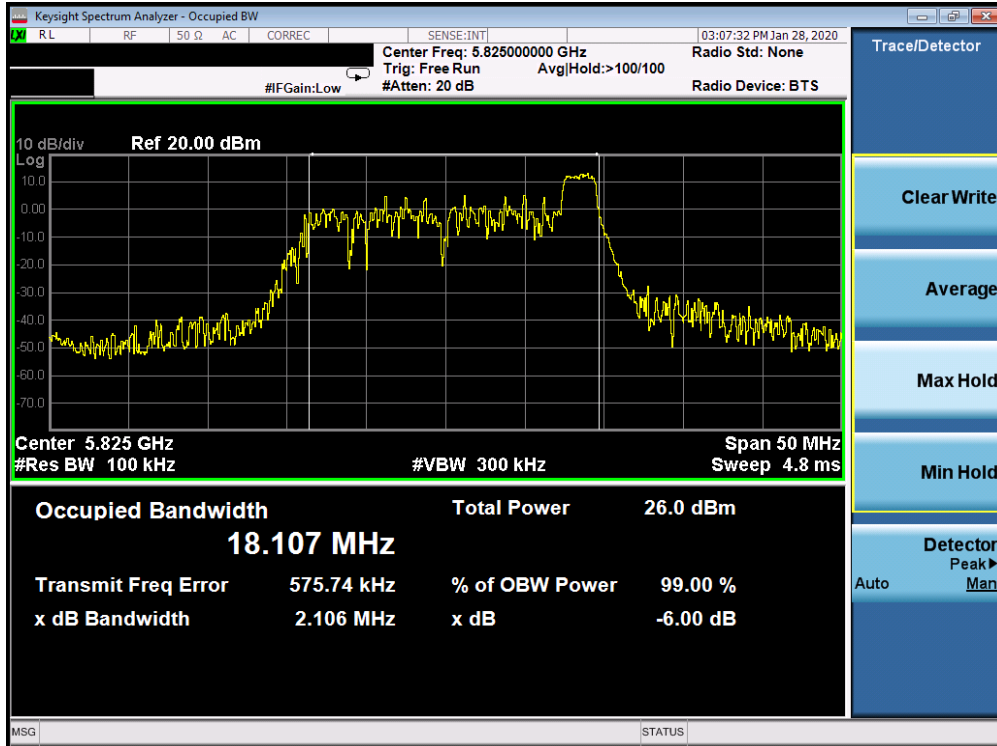 Keysight Spectrum Analyzer - Occupied BW
LXI RL RF 50 Ω AC CORREC SENSE:INT 03:07:32 PM Jan 28, 2020
Center Freq: 5.825000000 GHz Radio Std: None
Trig: Free Run Avg|Hold:>100/100
#IFGain:Low #Atten: 20 dB Radio Device: BTS
10 dB/div Ref 20.00 dBm
Log
10.0
0.00
-10.0
-20.0
-30.0
-40.0
-50.0
-60.0
-70.0
Center 5.825 GHz Span 50 MHz
#Res BW 100 kHz #VBW 300 kHz Sweep 4.8 ms
Occupied Bandwidth Total Power 26.0 dBm
18.107 MHz
Transmit Freq Error 575.74 kHz % of OBW Power 99.00 %
x dB Bandwidth 2.106 MHz x dB -6.00 dB
MSG STATUS
Trace/Detector
Clear Write
Average
Max Hold
Min Hold
Detector
Peak▶
Auto Man